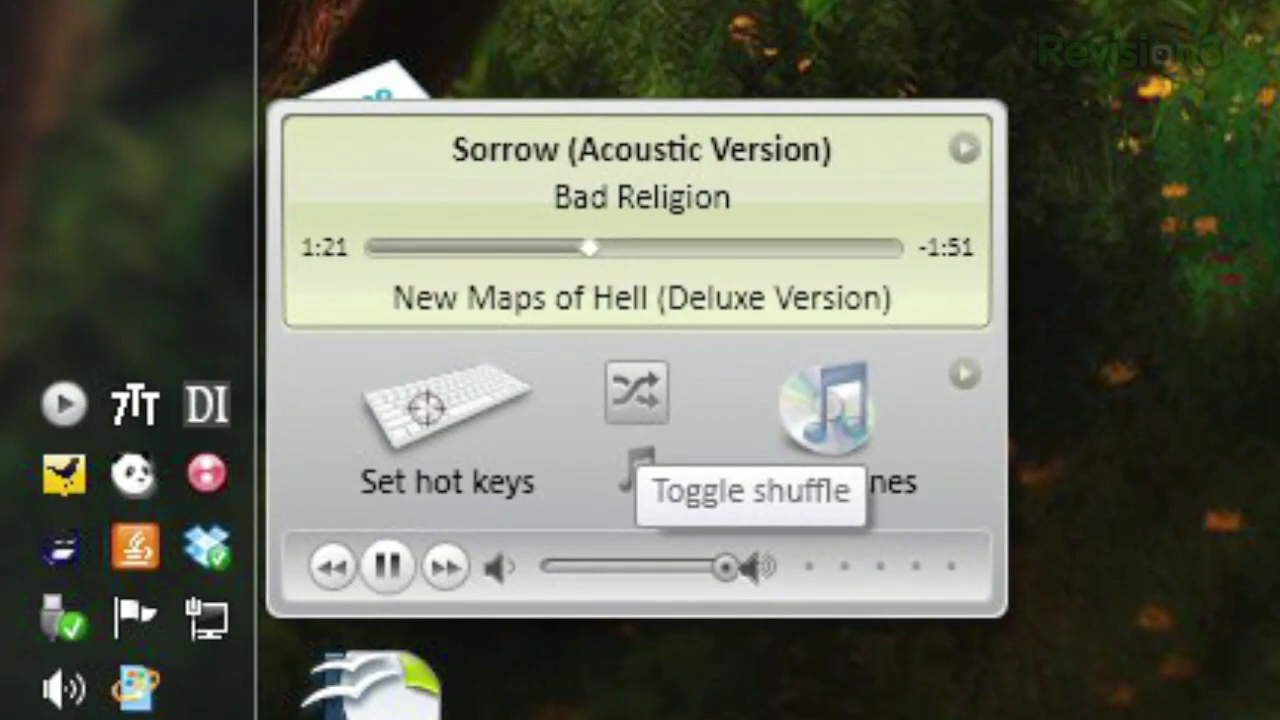 Revision3
Sorrow (Acoustic Version)
Bad Religion
1:21
-1:51
New Maps of Hell (Deluxe Version)
7TT
DI
Set hot keys
Toggle shuffle
nes